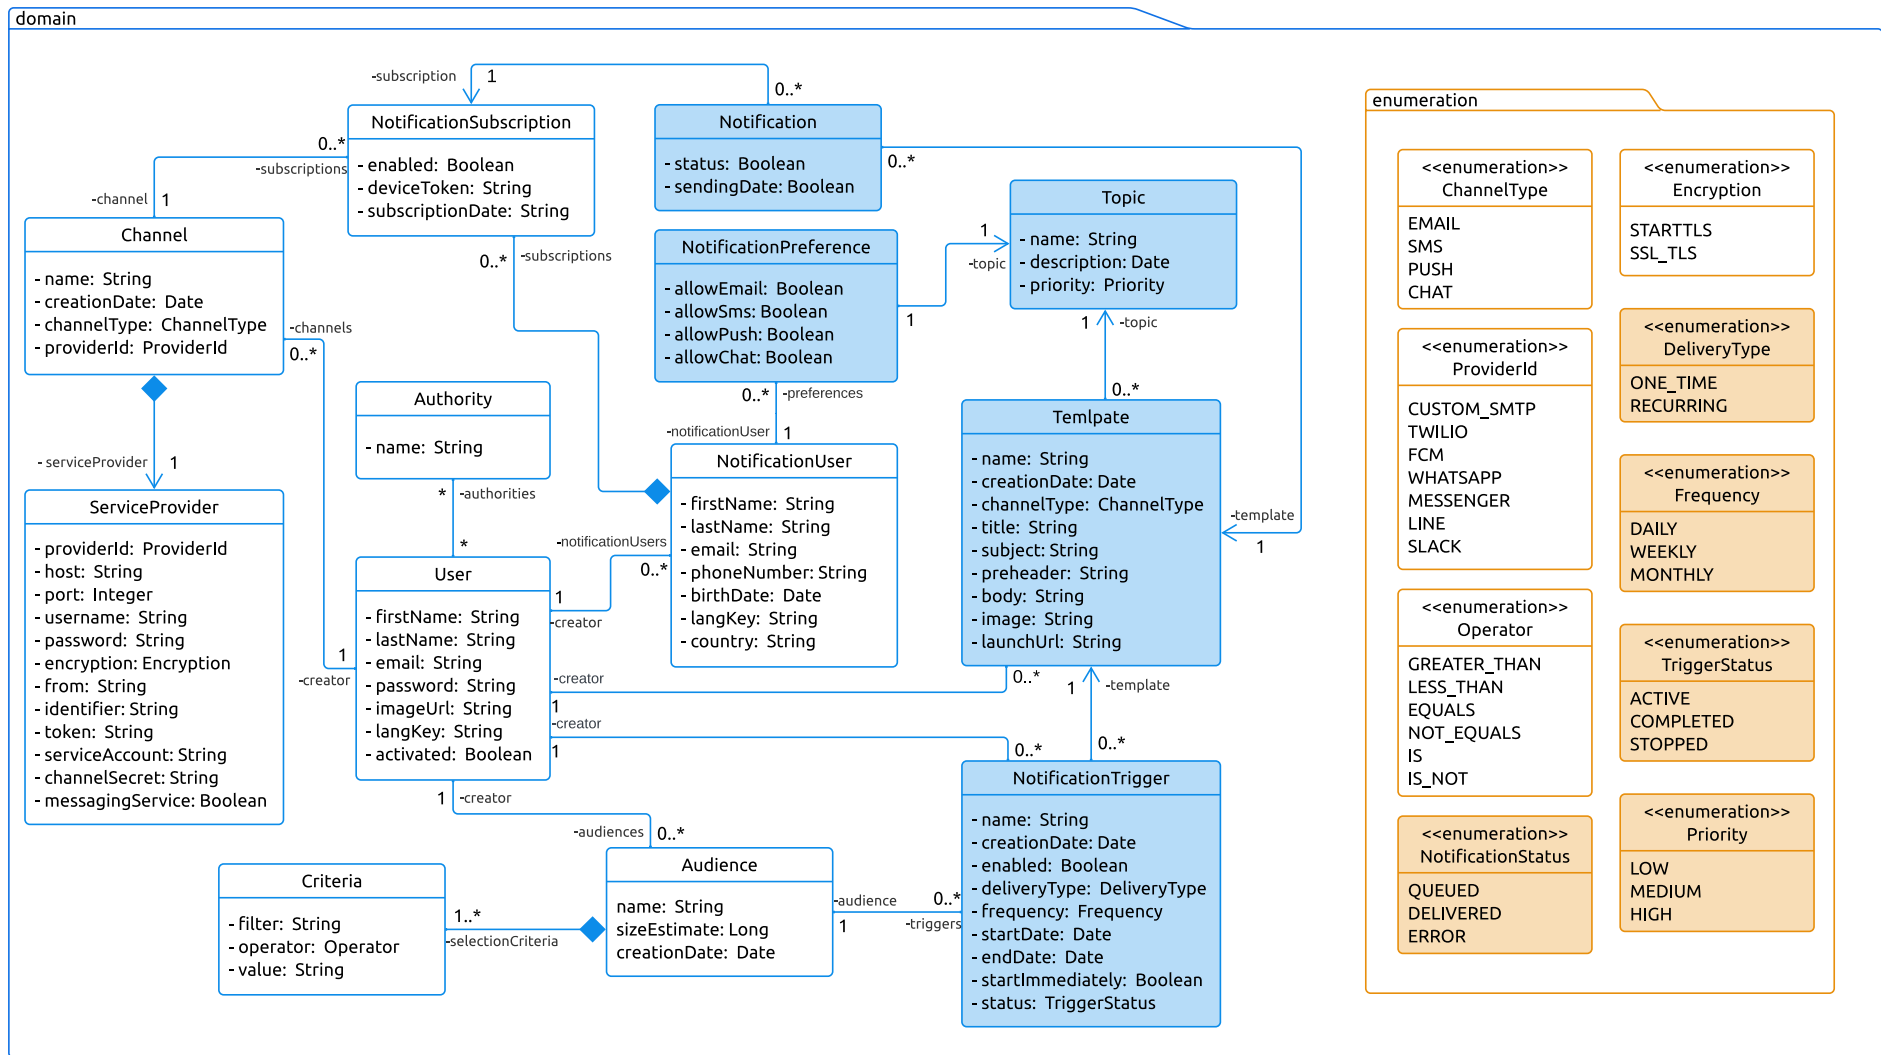 domain
-subscription
1
0..*
NotificationSubscription
- enabled: Boolean
- deviceToken: String
- subscriptionDate: String
0..*
-subscriptions
-channel
1
0..*
-subscriptions
Notification
- status: Boolean
- sendingDate: Boolean
0..*
Channel
- name: String
- creationDate: Date
- channelType: ChannelType
- providerId: ProviderId
-channels
0..*
NotificationPreference
- allowEmail: Boolean
- allowSms: Boolean
- allowPush: Boolean
- allowChat: Boolean
1
-topic
1
Topic
- name: String
- description: Date
- priority: Priority
1
-topic
0..*
0..*
-preferences
-notificationUser
1
Authority
- name: String
*
-authorities
*
- serviceProvider
1
ServiceProvider
- providerId: ProviderId
- host: String
- port: Integer
- username: String
- password: String
- encryption: Encryption
- from: String
- identifier: String
- token: String
- serviceAccount: String
- channelSecret: String
- messagingService: Boolean
NotificationUser
- firstName: String
- lastName: String
- email: String
- phoneNumber: String
- birthDate: Date
- langKey: String
- country: String
-notificationUsers
0..*
1
-creator
User
- firstName: String
- lastName: String
- email: String
- password: String
- imageUrl: String
- langKey: String
- activated: Boolean
1
-creator
Temlpate
- name: String
- creationDate: Date
- channelType: ChannelType
- title: String
- subject: String
- preheader: String
- body: String
- image: String
- launchUrl: String
-template
1
-creator
1
0..*
-creator
1
0..*
1
-template
0..*
1
-creator
-audiences
0..*
NotificationTrigger
- name: String
- creationDate: Date
- enabled: Boolean
- deliveryType: DeliveryType
- frequency: Frequency
- startDate: Date
- endDate: Date
- startImmediately: Boolean
- status: TriggerStatus
Audience
name: String
sizeEstimate: Long
creationDate: Date
-audience
1
0..*
-triggers
Criteria
- filter: String
- operator: Operator
- value: String
1..*
-selectionCriteria
enumeration
<<enumeration>>
ChannelType
EMAIL
SMS
PUSH
CHAT
<<enumeration>>
Encryption
STARTTLS
SSL_TLS
<<enumeration>>
ProviderId
CUSTOM_SMTP
TWILIO
FCM
WHATSAPP
MESSENGER
LINE
SLACK
<<enumeration>>
DeliveryType
ONE_TIME
RECURRING
<<enumeration>>
Frequency
DAILY
WEEKLY
MONTHLY
<<enumeration>>
Operator
GREATER_THAN
LESS_THAN
EQUALS
NOT_EQUALS
IS
IS_NOT
<<enumeration>>
TriggerStatus
ACTIVE
COMPLETED
STOPPED
<<enumeration>>
NotificationStatus
QUEUED
DELIVERED
ERROR
<<enumeration>>
Priority
LOW
MEDIUM
HIGH